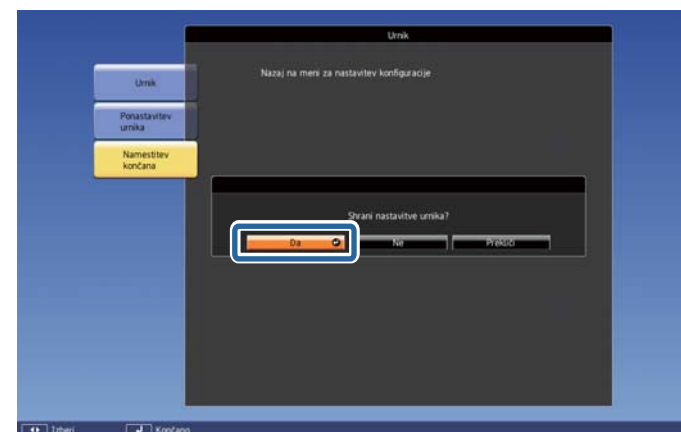 Urnik
Nazaj na meni za nastavitev konfiguracije
Urnik
Ponastavitev
urnika
Namestitev
končana
Shrani nastavitve urnika?
Da
Ne
Prekliči
Izberi
Končano